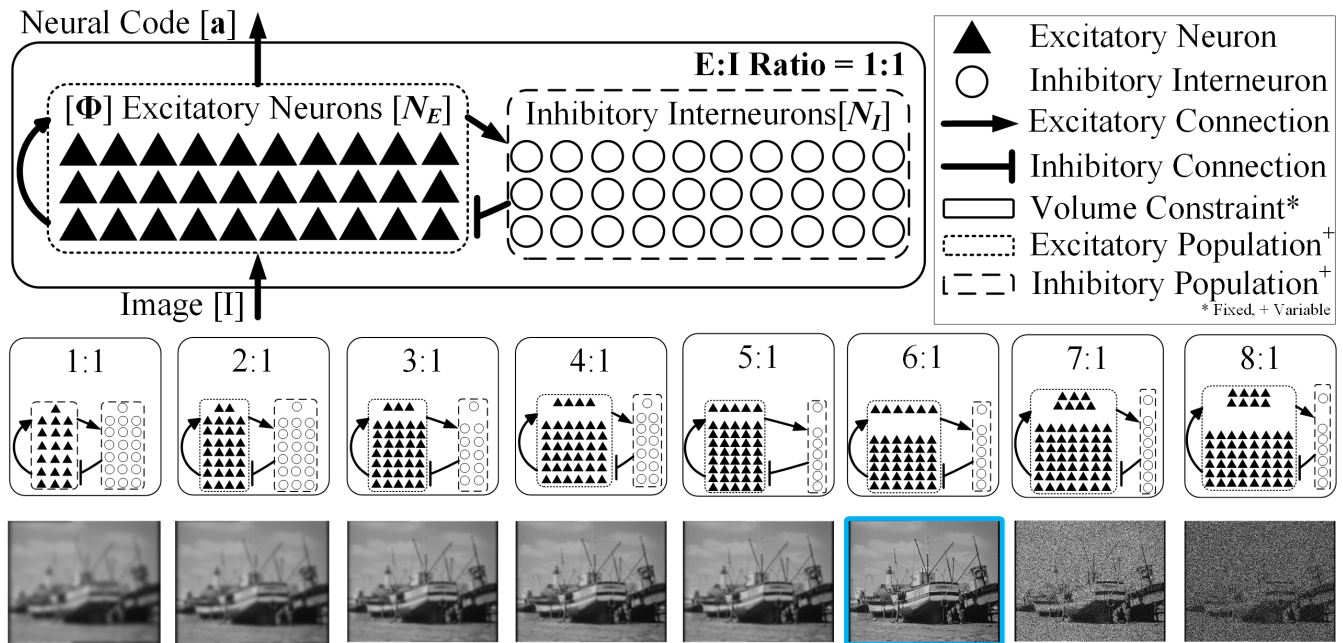 Neural Code [a]
E:I Ratio = 1:1
[Φ] Excitatory Neurons [N_E]
Inhibitory Interneurons[N_I]
Image [I]
Excitatory Neuron
Inhibitory Interneuron
Excitatory Connection
Inhibitory Connection
Volume Constraint*
Excitatory Population+
Inhibitory Population+
* Fixed, + Variable
1:1 2:1 3:1 4:1 5:1 6:1 7:1 8:1